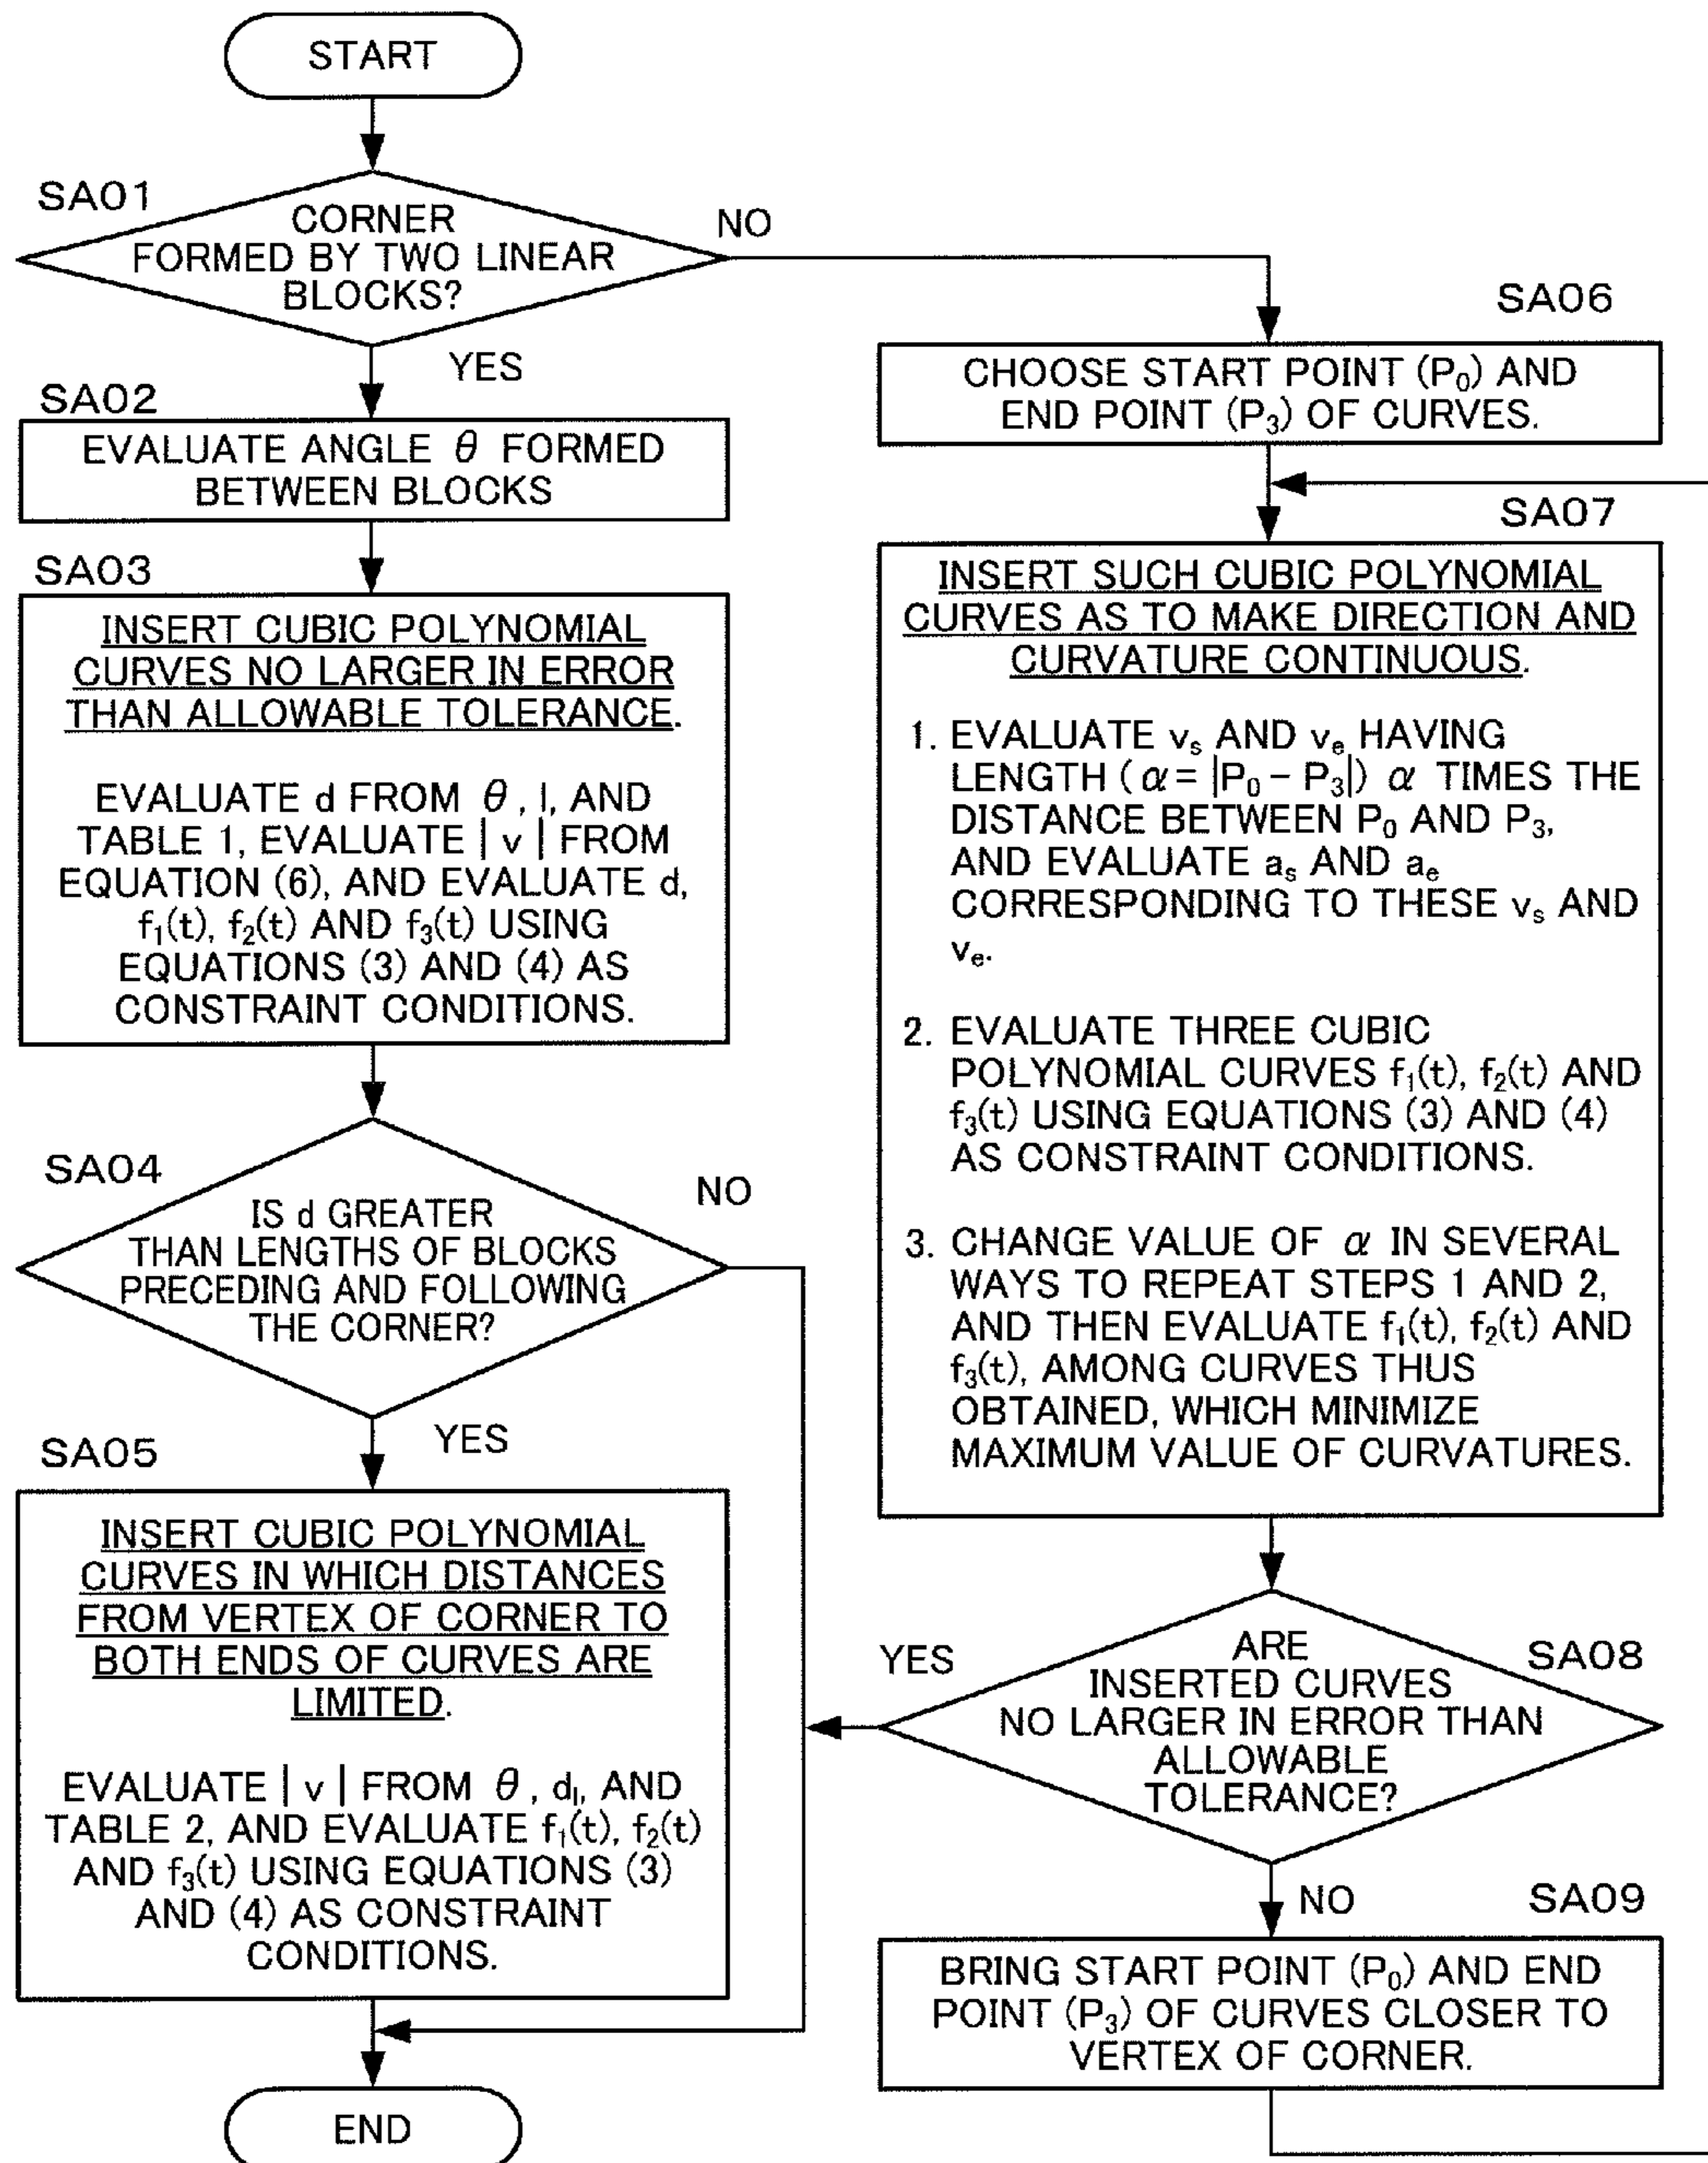 START
SA01
CORNER
FORMED BY TWO LINEAR
BLOCKS?
NO
YES
SA02
EVALUATE ANGLE θ FORMED
BETWEEN BLOCKS
SA03
INSERT CUBIC POLYNOMIAL
CURVES NO LARGER IN ERROR
THAN ALLOWABLE TOLERANCE.
EVALUATE d FROM θ, l, AND
TABLE 1, EVALUATE | v | FROM
EQUATION (6), AND EVALUATE d,
f₁(t), f₂(t) AND f₃(t) USING
EQUATIONS (3) AND (4) AS
CONSTRAINT CONDITIONS.
SA04
IS d GREATER
THAN LENGTHS OF BLOCKS
PRECEDING AND FOLLOWING
THE CORNER?
NO
YES
SA05
INSERT CUBIC POLYNOMIAL
CURVES IN WHICH DISTANCES
FROM VERTEX OF CORNER TO
BOTH ENDS OF CURVES ARE
LIMITED.
EVALUATE | v | FROM θ, dₗ, AND
TABLE 2, AND EVALUATE f₁(t), f₂(t)
AND f₃(t) USING EQUATIONS (3)
AND (4) AS CONSTRAINT
CONDITIONS.
END
SA06
CHOOSE START POINT (P₀) AND
END POINT (P₃) OF CURVES.
SA07
INSERT SUCH CUBIC POLYNOMIAL
CURVES AS TO MAKE DIRECTION AND
CURVATURE CONTINUOUS.
1. EVALUATE vₛ AND vₑ HAVING
LENGTH (α= |P₀ − P₃|) α TIMES THE
DISTANCE BETWEEN P₀ AND P₃,
AND EVALUATE aₛ AND aₑ
CORRESPONDING TO THESE vₛ AND
vₑ.
2. EVALUATE THREE CUBIC
POLYNOMIAL CURVES f₁(t), f₂(t) AND
f₃(t) USING EQUATIONS (3) AND (4)
AS CONSTRAINT CONDITIONS.
3. CHANGE VALUE OF α IN SEVERAL
WAYS TO REPEAT STEPS 1 AND 2,
AND THEN EVALUATE f₁(t), f₂(t) AND
f₃(t), AMONG CURVES THUS
OBTAINED, WHICH MINIMIZE
MAXIMUM VALUE OF CURVATURES.
SA08
ARE
INSERTED CURVES
NO LARGER IN ERROR THAN
ALLOWABLE
TOLERANCE?
YES
NO
SA09
BRING START POINT (P₀) AND END
POINT (P₃) OF CURVES CLOSER TO
VERTEX OF CORNER.